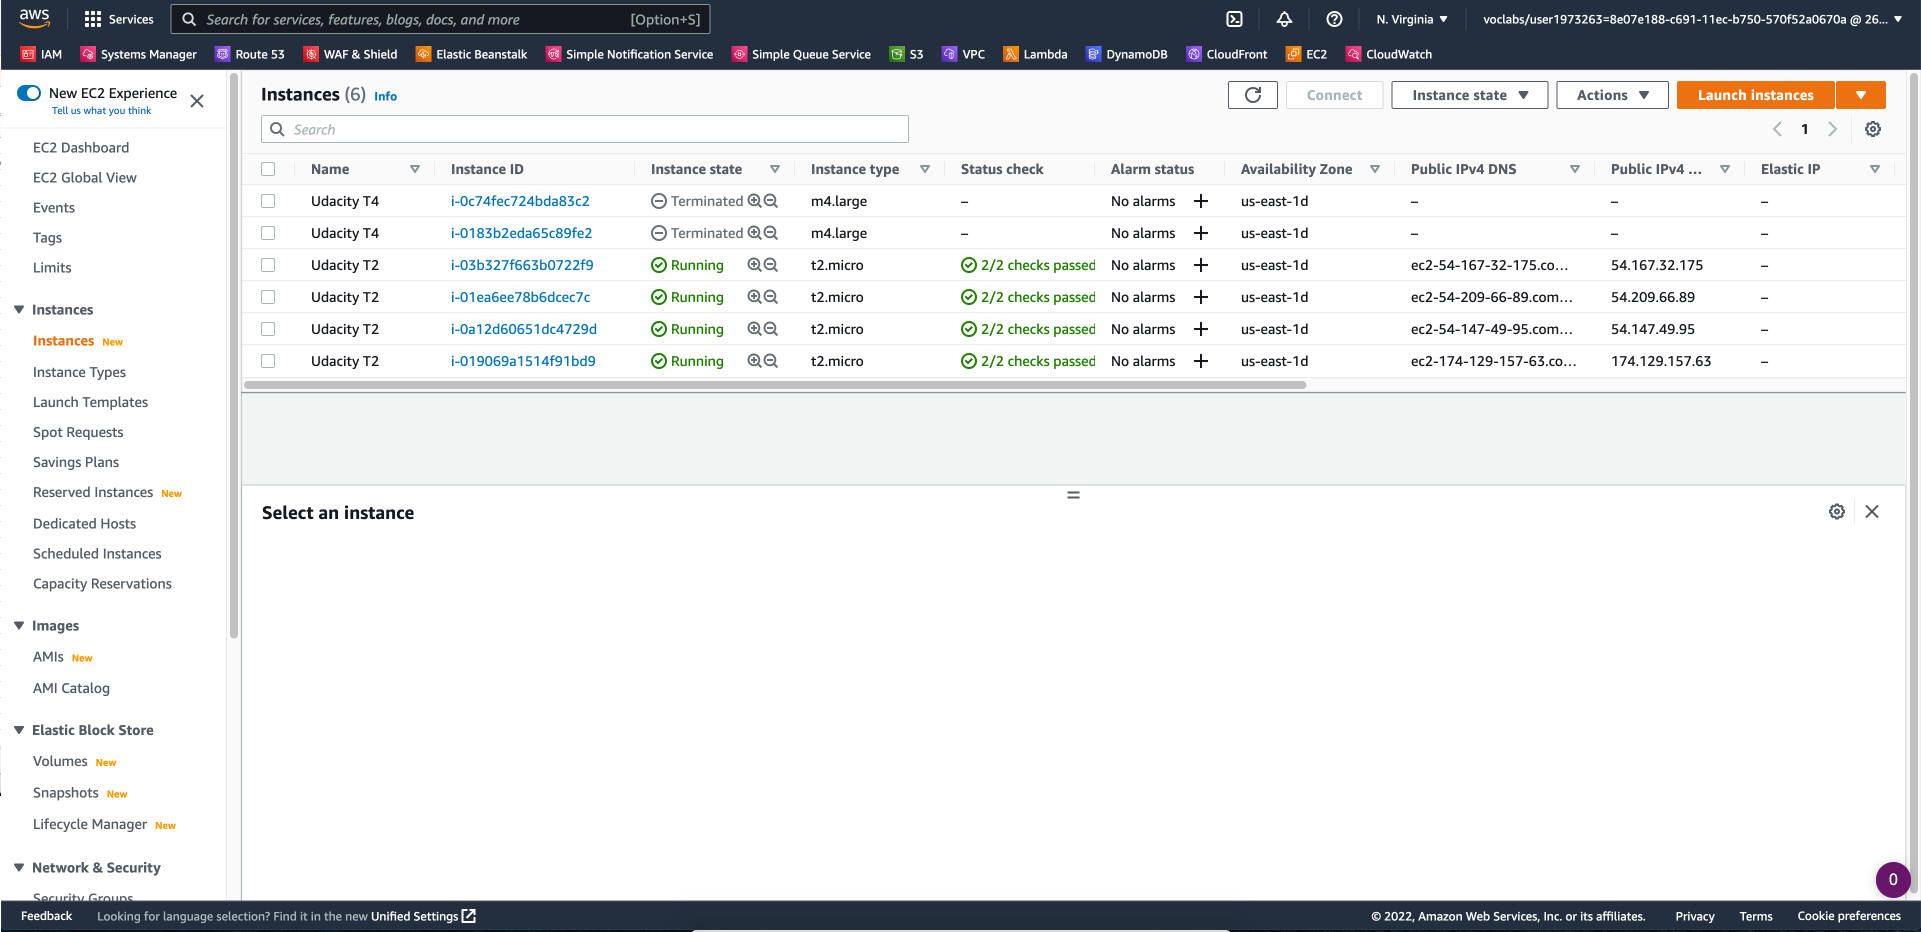 aws Services Search for services, features, blogs, docs, and more [Option+S] N. Virginia voclabs/user1973263=8e07e188-c691-11ec-b750-570f52a0670a @ 26...
IAM Systems Manager Route 53 WAF & Shield Elastic Beanstalk Simple Notification Service Simple Queue Service S3 VPC Lambda DynamoDB CloudFront EC2 CloudWatch
New EC2 Experience
Tell us what you think
EC2 Dashboard
EC2 Global View
Events
Tags
Limits
Instances
Instances New
Instance Types
Launch Templates
Spot Requests
Savings Plans
Reserved Instances New
Dedicated Hosts
Scheduled Instances
Capacity Reservations
Images
AMIs New
AMI Catalog
Elastic Block Store
Volumes New
Snapshots New
Lifecycle Manager New
Network & Security
Security Groups
Instances (6) Info Connect Instance state Actions Launch instances
Search 1
Name Instance ID Instance state Instance type Status check Alarm status Availability Zone Public IPv4 DNS Public IPv4 ... Elastic IP
Udacity T4 i-0c74fec724bda83c2 Terminated m4.large – No alarms + us-east-1d – – –
Udacity T4 i-0183b2eda65c89fe2 Terminated m4.large – No alarms + us-east-1d – – –
Udacity T2 i-03b327f663b0722f9 Running t2.micro 2/2 checks passed No alarms + us-east-1d ec2-54-167-32-175.co... 54.167.32.175 –
Udacity T2 i-01ea6ee78b6dcec7c Running t2.micro 2/2 checks passed No alarms + us-east-1d ec2-54-209-66-89.com... 54.209.66.89 –
Udacity T2 i-0a12d60651dc4729d Running t2.micro 2/2 checks passed No alarms + us-east-1d ec2-54-147-49-95.com... 54.147.49.95 –
Udacity T2 i-019069a1514f91bd9 Running t2.micro 2/2 checks passed No alarms + us-east-1d ec2-174-129-157-63.co... 174.129.157.63 –
Select an instance
0
Feedback Looking for language selection? Find it in the new Unified Settings © 2022, Amazon Web Services, Inc. or its affiliates. Privacy Terms Cookie preferences